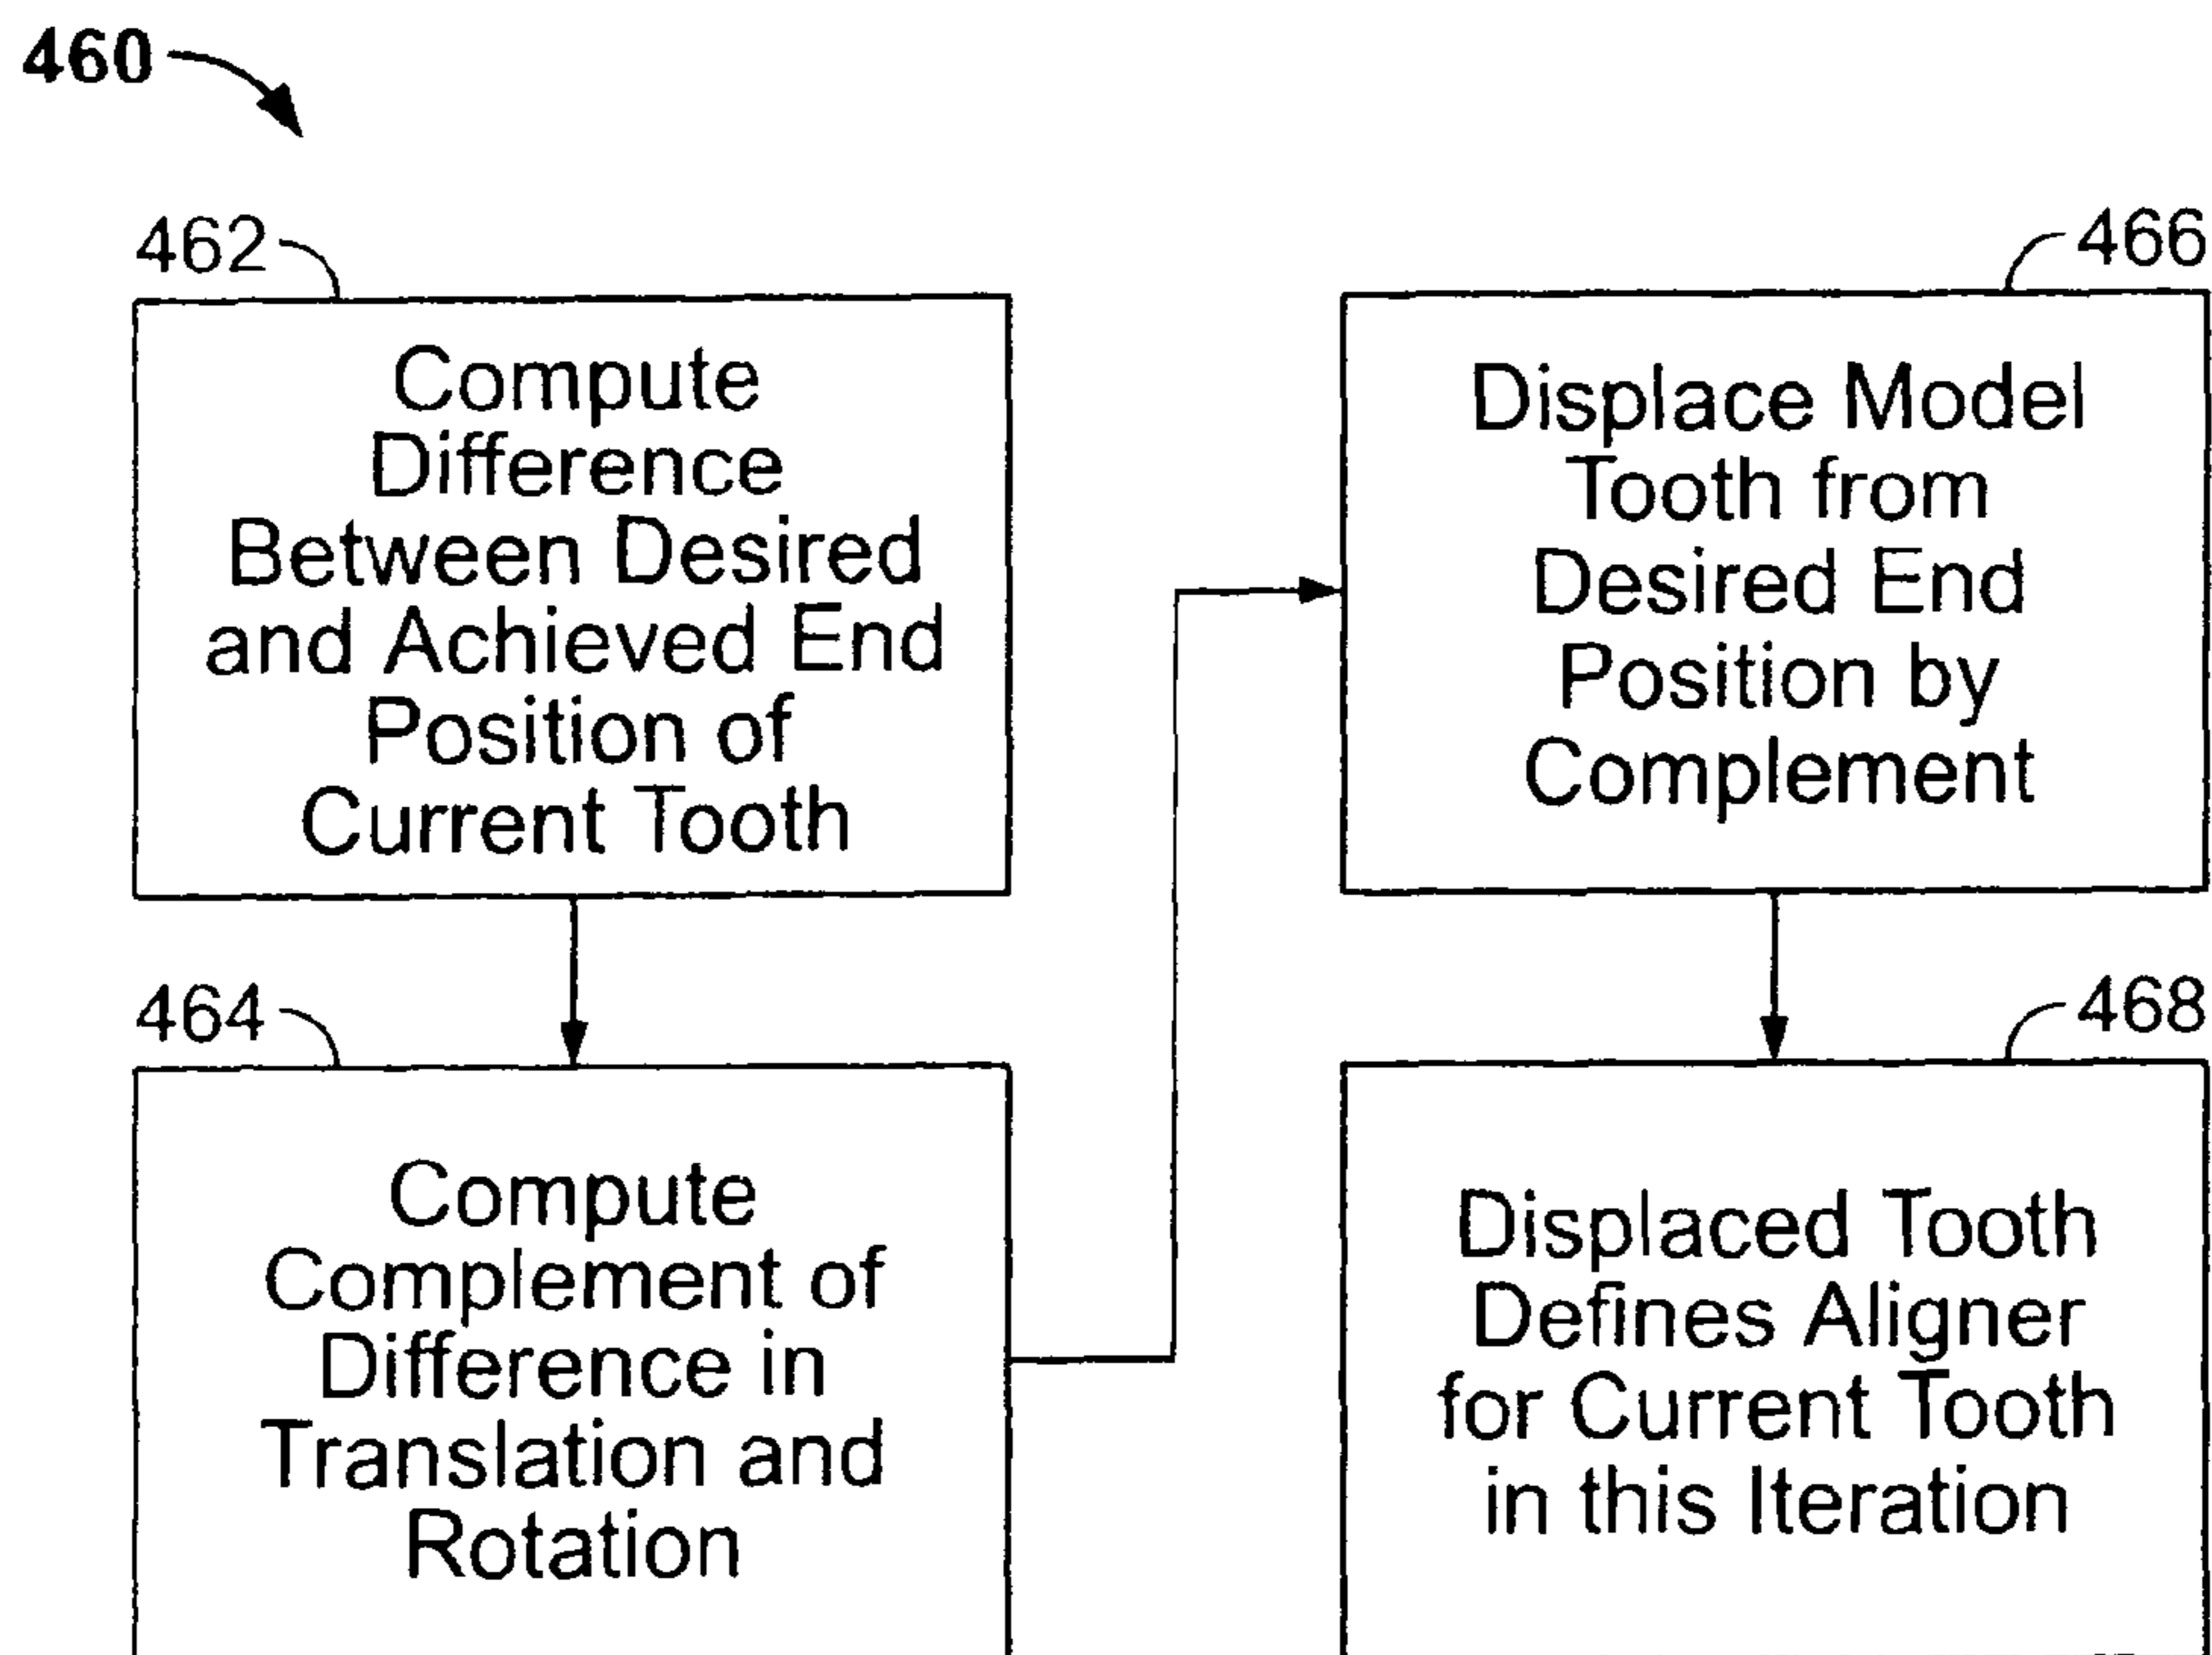 460
462
Compute
Difference
Between Desired
and Achieved End
Position of
Current Tooth
464
Compute
Complement of
Difference in
Translation and
Rotation
466
Displace Model
Tooth from
Desired End
Position by
Complement
468
Displaced Tooth
Defines Aligner
for Current Tooth
in this Iteration